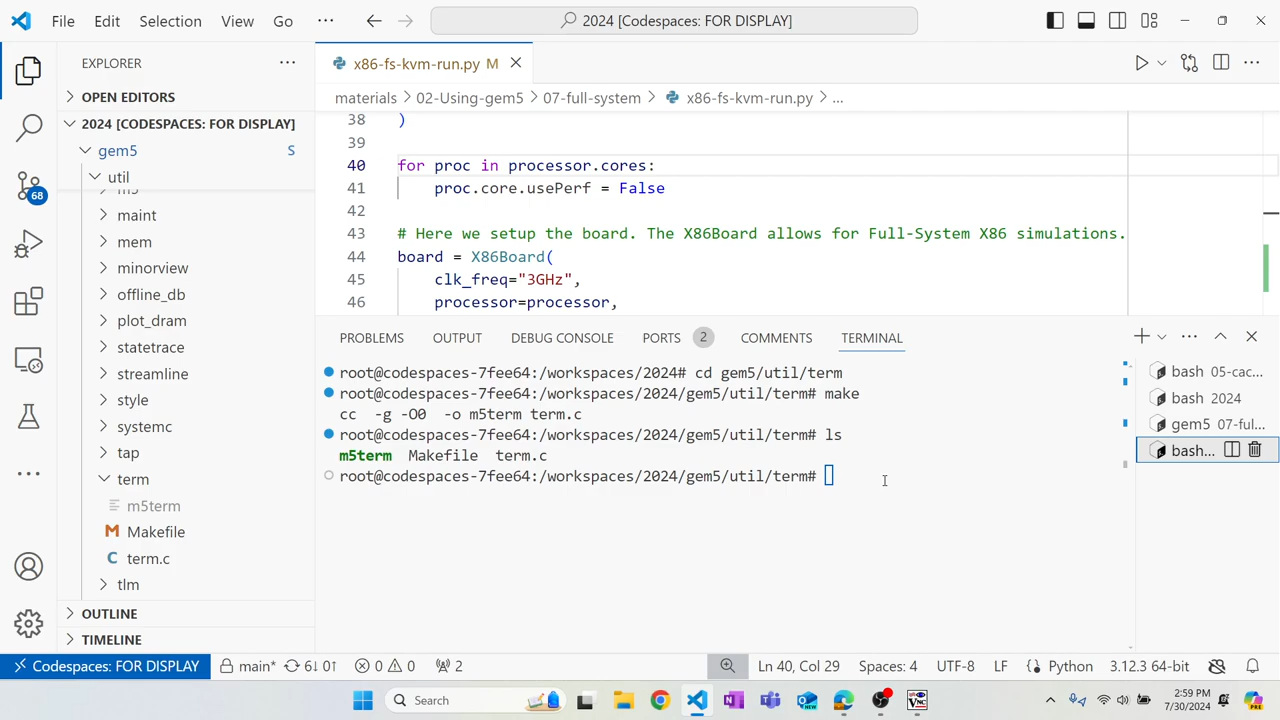 File Edit Selection View Go ··· 2024 [Codespaces: FOR DISPLAY]
EXPLORER ···
OPEN EDITORS
2024 [CODESPACES: FOR DISPLAY]
gem5 S
util
maint
mem
minorview
offline_db
plot_dram
statetrace
streamline
style
systemc
tap
term
m5term
M Makefile
C term.c
tlm
OUTLINE
TIMELINE
68
x86-fs-kvm-run.py M
materials > 02-Using-gem5 > 07-full-system > x86-fs-kvm-run.py > ...
38 )
39
40 for proc in processor.cores:
41 proc.core.usePerf = False
42
43 # Here we setup the board. The X86Board allows for Full-System X86 simulations.
44 board = X86Board(
45 clk_freq="3GHz",
46 processor=processor,
PROBLEMS OUTPUT DEBUG CONSOLE PORTS 2 COMMENTS TERMINAL
root@codespaces-7fee64:/workspaces/2024# cd gem5/util/term
root@codespaces-7fee64:/workspaces/2024/gem5/util/term# make
cc -g -O0 -o m5term term.c
root@codespaces-7fee64:/workspaces/2024/gem5/util/term# ls
m5term Makefile term.c
root@codespaces-7fee64:/workspaces/2024/gem5/util/term#
bash 05-cac...
bash 2024
gem5 07-ful...
bash...
Codespaces: FOR DISPLAY main* 6↓ 0↑ 0 0 2 Ln 40, Col 29 Spaces: 4 UTF-8 LF Python 3.12.3 64-bit
Search
2:59 PM
7/30/2024